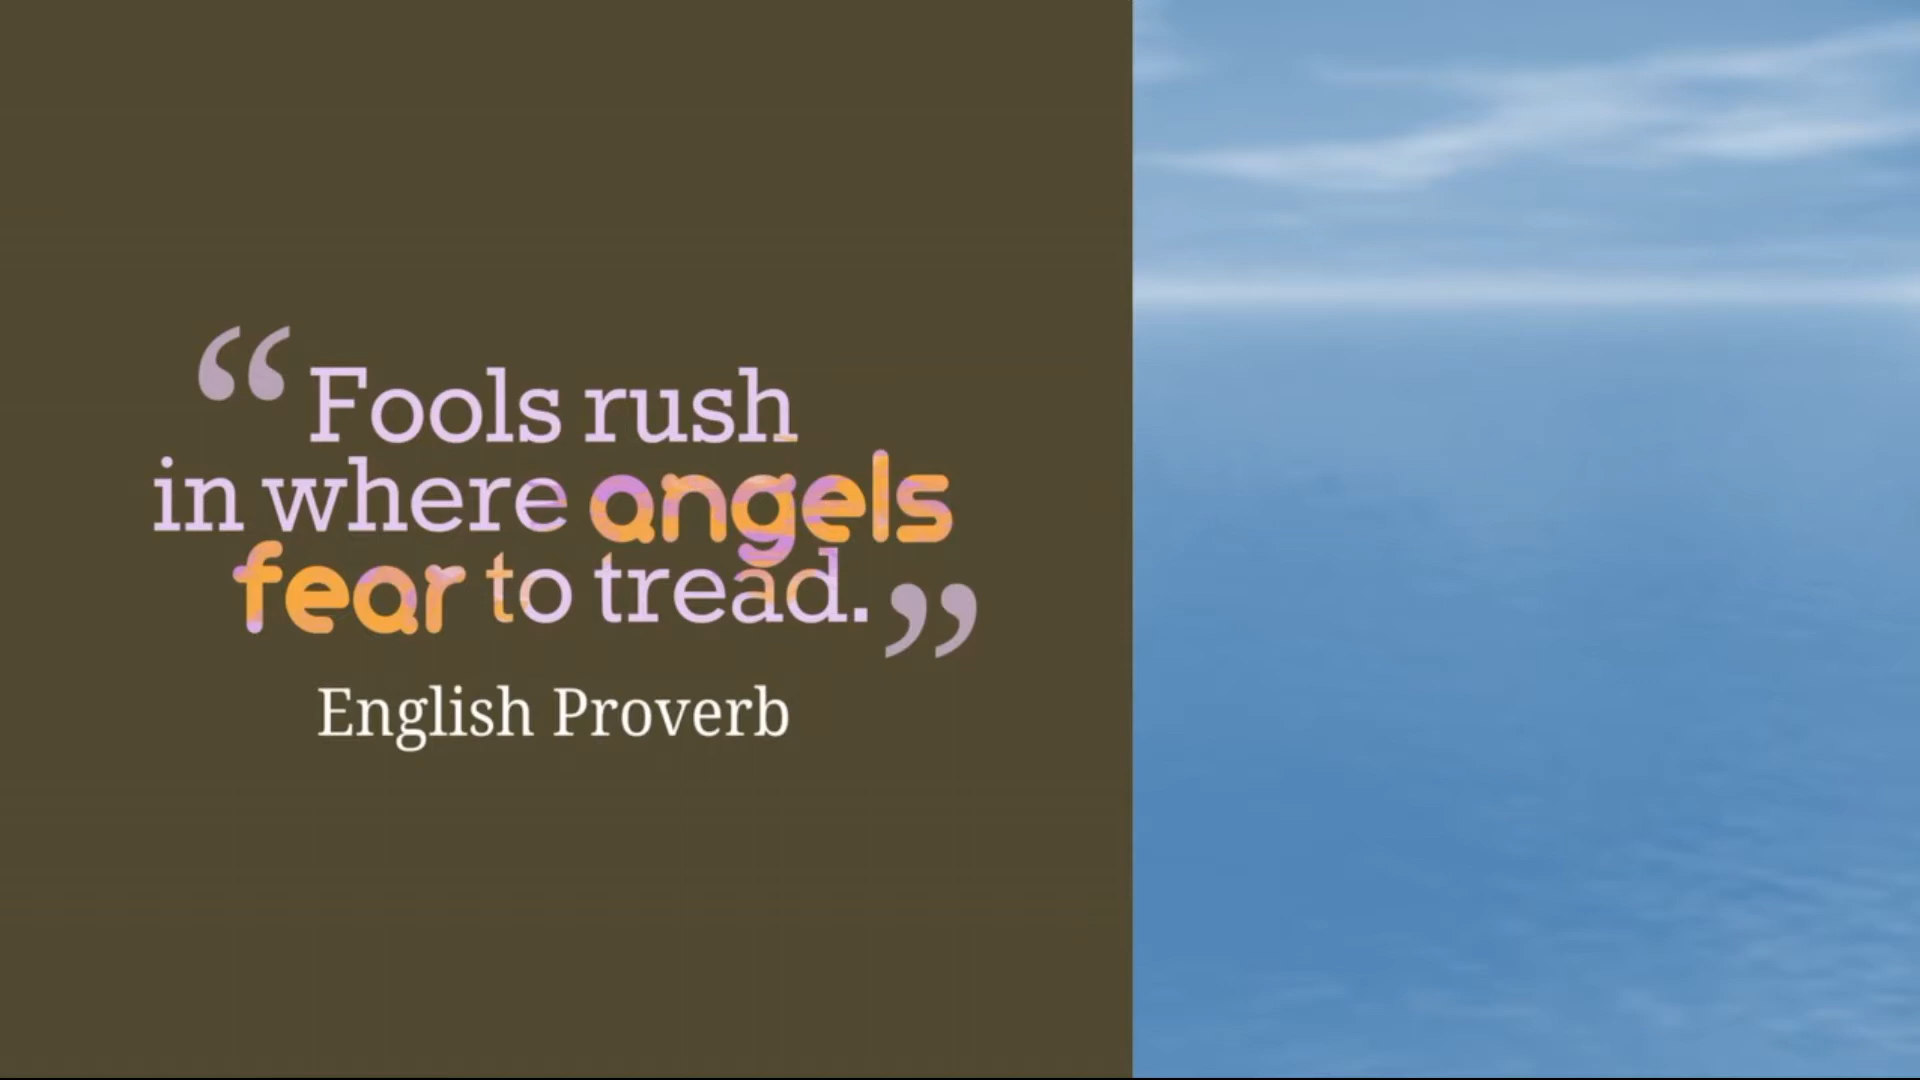 “Fools rush
in where angels
fear to tread.”
English Proverb